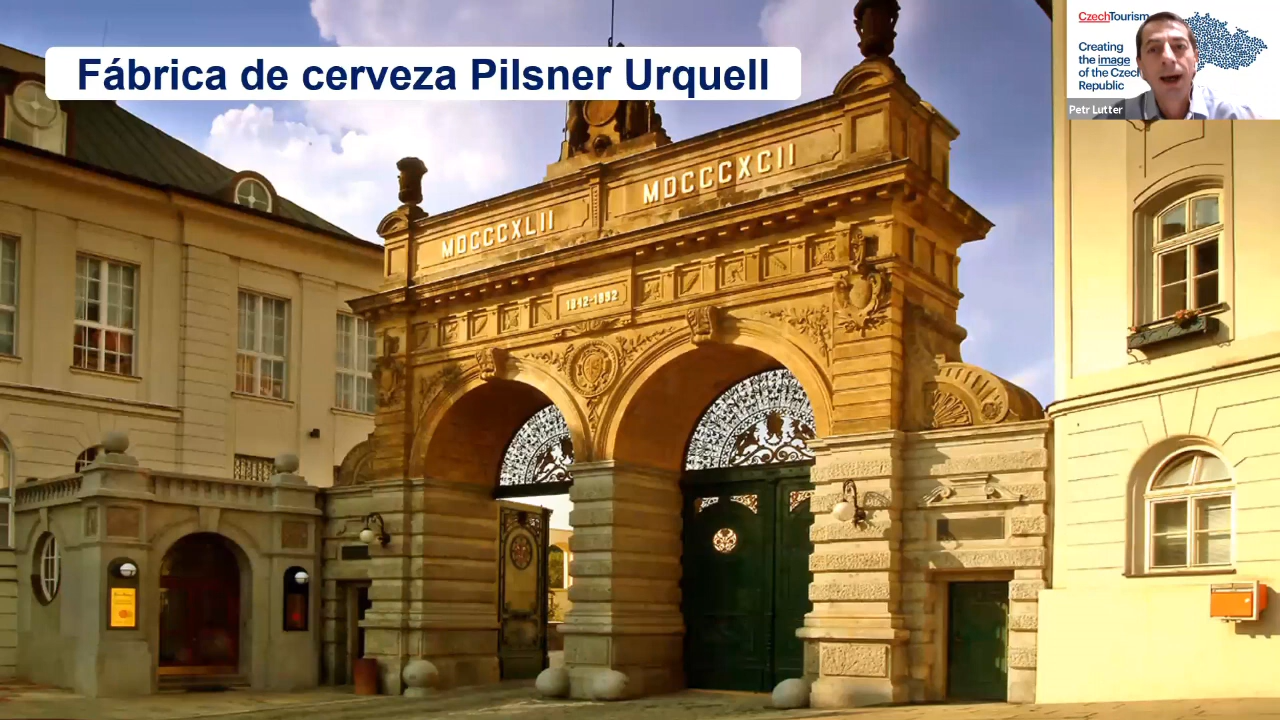 Fábrica de cerveza Pilsner Urquell
CzechTourism
Creating
the image
of the Czech
Republic
Petr Lutter
MDCCCXLII
MDCCCXCII
1842-1892